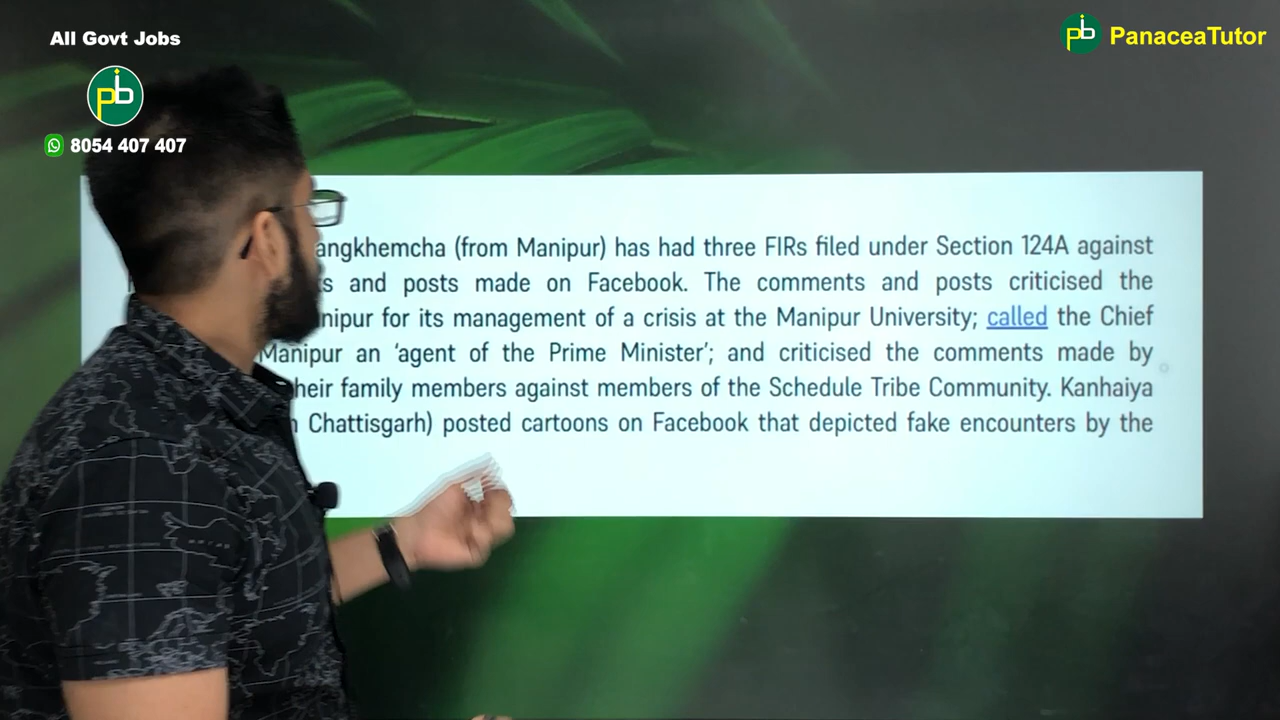 All Govt Jobs
pb
8054 407 407
pb PanaceaTutor
angkhemcha (from Manipur) has had three FIRs filed under Section 124A against
s and posts made on Facebook. The comments and posts criticised the
nipur for its management of a crisis at the Manipur University; called the Chief
Manipur an ‘agent of the Prime Minister’; and criticised the comments made by
heir family members against members of the Schedule Tribe Community. Kanhaiya
Chattisgarh) posted cartoons on Facebook that depicted fake encounters by the